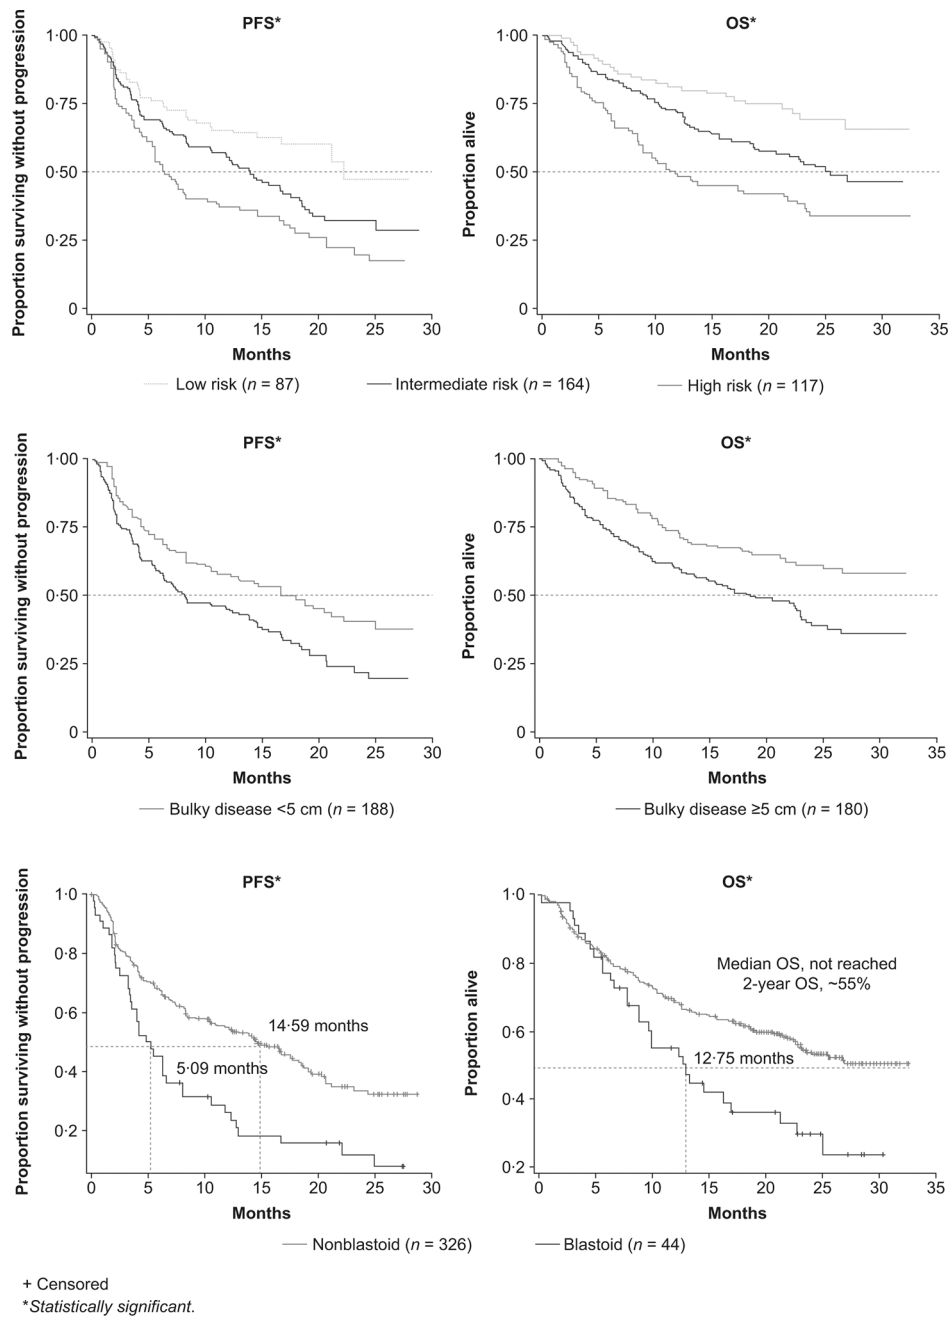 PFS*
OS*
Proportion surviving without progression
1·00
0·75
0·50
0·25
0
0 5 10 15 20 25 30
Months
Proportion alive
1·00
0·75
0·50
0·25
0
0 5 10 15 20 25 30 35
Months
Low risk (n = 87)
Intermediate risk (n = 164)
High risk (n = 117)
PFS*
OS*
Proportion surviving without progression
1·00
0·75
0·50
0·25
0
0 5 10 15 20 25 30
Months
Proportion alive
1·00
0·75
0·50
0·25
0
0 5 10 15 20 25 30 35
Months
Bulky disease <5 cm (n = 188)
Bulky disease ≥5 cm (n = 180)
PFS*
OS*
Proportion surviving without progression
1·0
0·8
0·6
0·4
0·2
14·59 months
5·09 months
0 5 10 15 20 25 30
Months
Proportion alive
1·0
0·8
0·6
0·4
0·2
Median OS, not reached
2-year OS, ~55%
12·75 months
0 5 10 15 20 25 30 35
Months
Nonblastoid (n = 326)
Blastoid (n = 44)
+ Censored
*Statistically significant.